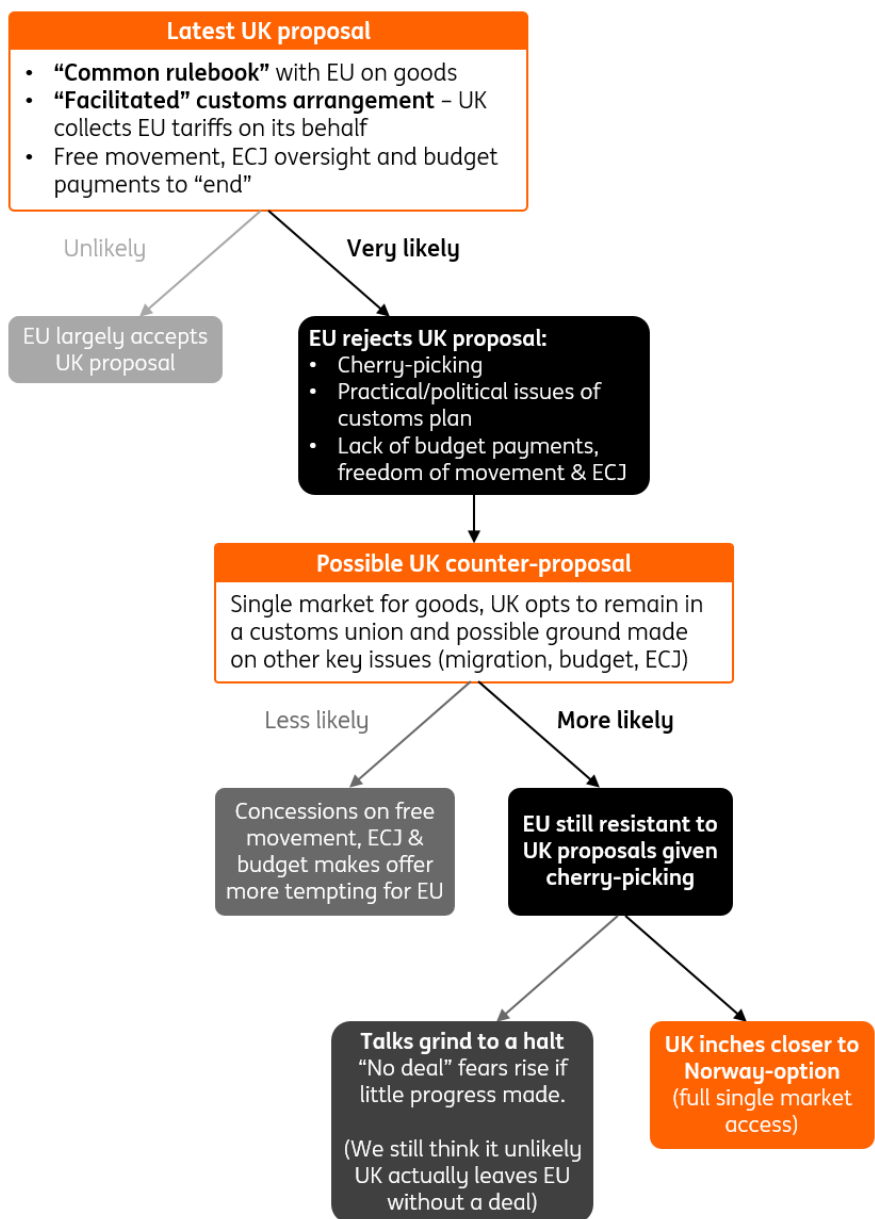 Latest UK proposal
• “Common rulebook” with EU on goods
• “Facilitated” customs arrangement – UK
collects EU tariffs on its behalf
• Free movement, ECJ oversight and budget
payments to “end”
Unlikely
Very likely
EU largely accepts
UK proposal
EU rejects UK proposal:
• Cherry-picking
• Practical/political issues of
customs plan
• Lack of budget payments,
freedom of movement & ECJ
Possible UK counter-proposal
Single market for goods, UK opts to remain in
a customs union and possible ground made
on other key issues (migration, budget, ECJ)
Less likely
More likely
Concessions on free
movement, ECJ &
budget makes offer
more tempting for EU
EU still resistant to
UK proposals given
cherry-picking
Talks grind to a halt
“No deal” fears rise if
little progress made.
(We still think it unlikely
UK actually leaves EU
without a deal)
UK inches closer to
Norway-option
(full single market
access)